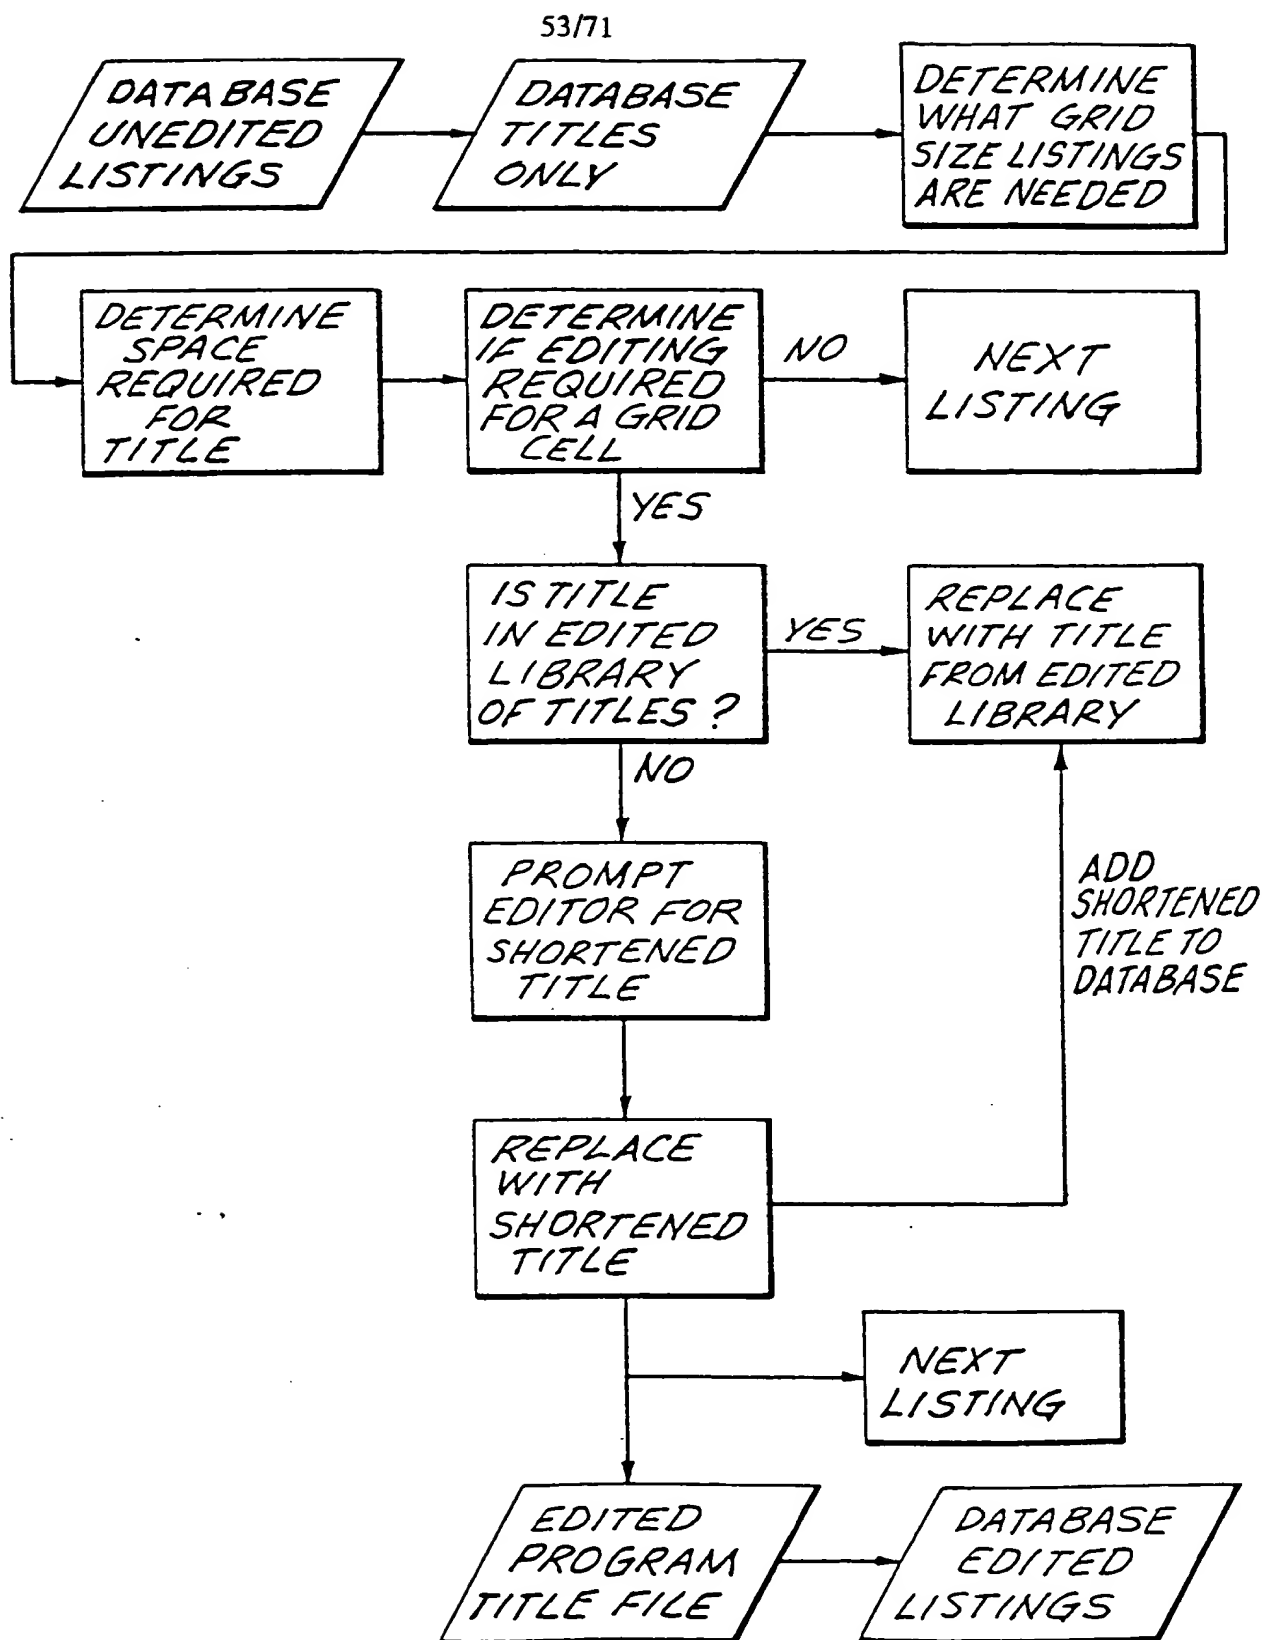 53/71
DATABASE
UNEDITED
LISTINGS
DATABASE
TITLES
ONLY
DETERMINE
WHAT GRID
SIZE LISTINGS
ARE NEEDED
DETERMINE
SPACE
REQUIRED
FOR
TITLE
DETERMINE
IF EDITING
REQUIRED
FOR A GRID
CELL
NO
NEXT
LISTING
YES
IS TITLE
IN EDITED
LIBRARY
OF TITLES ?
YES
REPLACE
WITH TITLE
FROM EDITED
LIBRARY
NO
PROMPT
EDITOR FOR
SHORTENED
TITLE
ADD
SHORTENED
TITLE TO
DATABASE
REPLACE
WITH
SHORTENED
TITLE
NEXT
LISTING
EDITED
PROGRAM
TITLE FILE
DATABASE
EDITED
LISTINGS